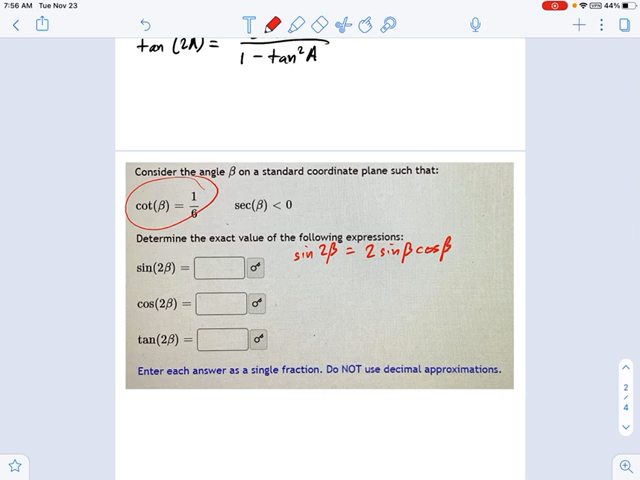 7:56 AM Tue Nov 23
44%
tan (2A) =
1 - tan²A
Consider the angle β on a standard coordinate plane such that:
cot(β) = 1/6 sec(β) < 0
Determine the exact value of the following expressions:
sin 2β = 2 sinβ cosβ
sin(2β) =
cos(2β) =
tan(2β) =
Enter each answer as a single fraction. Do NOT use decimal approximations.
2
/
4